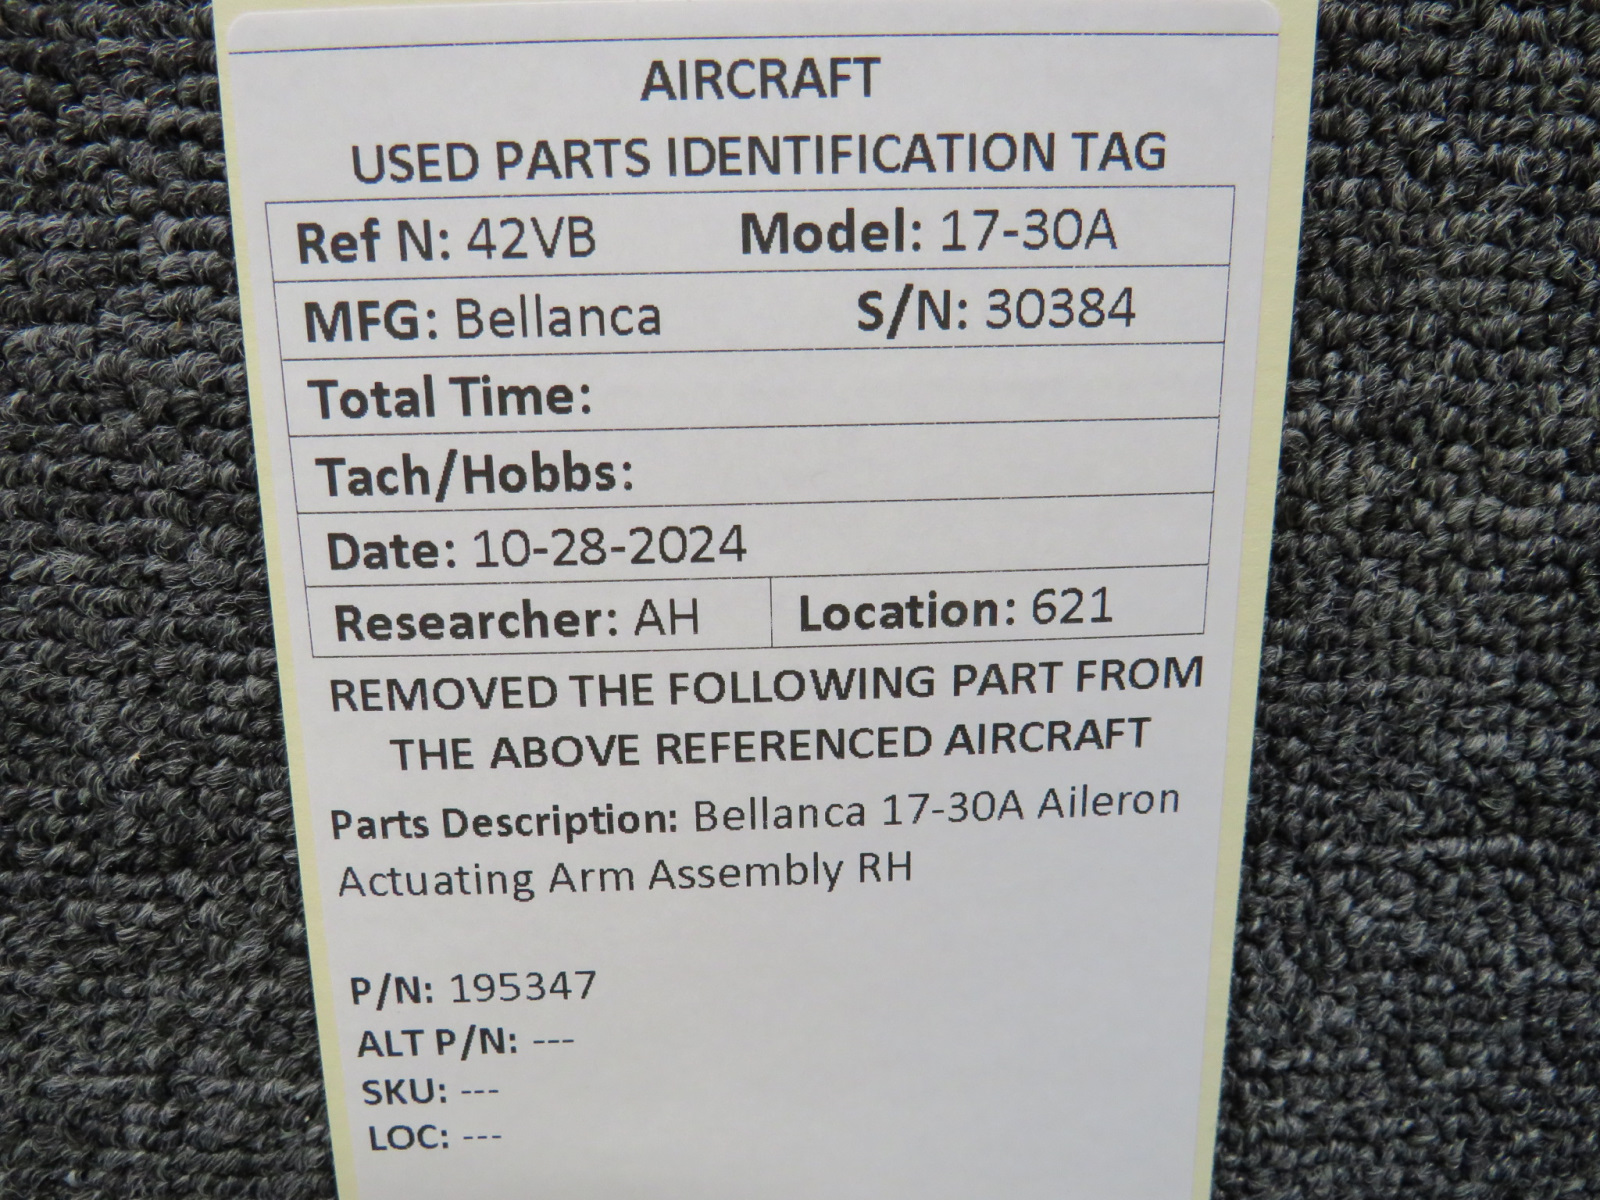 AIRCRAFT
USED PARTS IDENTIFICATION TAG
Ref N: 42VB Model: 17-30A
MFG: Bellanca S/N: 30384
Total Time:
Tach/Hobbs:
Date: 10-28-2024
Researcher: AH Location: 621
REMOVED THE FOLLOWING PART FROM
THE ABOVE REFERENCED AIRCRAFT
Parts Description: Bellanca 17-30A Aileron
Actuating Arm Assembly RH
P/N: 195347
ALT P/N: ---
SKU: ---
LOC: ---